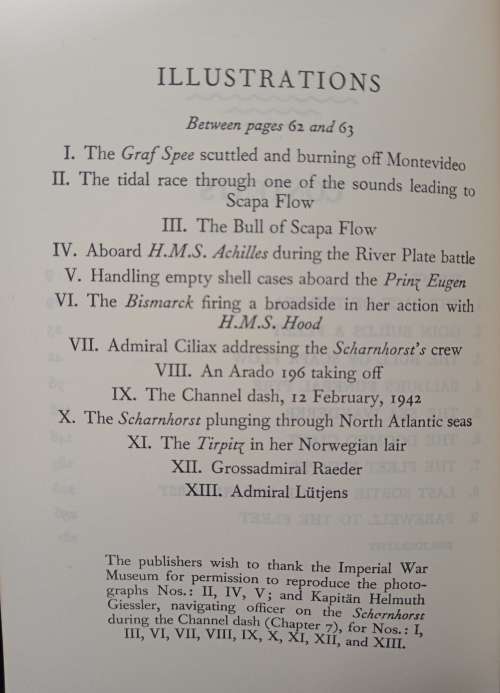 ILLUSTRATIONS
Between pages 62 and 63
I. The Graf Spee scuttled and burning off Montevideo
II. The tidal race through one of the sounds leading to
Scapa Flow
III. The Bull of Scapa Flow
IV. Aboard H.M.S. Achilles during the River Plate battle
V. Handling empty shell cases aboard the Prinz Eugen
VI. The Bismarck firing a broadside in her action with
H.M.S. Hood
VII. Admiral Ciliax addressing the Scharnhorst's crew
VIII. An Arado 196 taking off
IX. The Channel dash, 12 February, 1942
X. The Scharnhorst plunging through North Atlantic seas
XI. The Tirpitz in her Norwegian lair
XII. Grossadmiral Raeder
XIII. Admiral Lütjens
The publishers wish to thank the Imperial War
Museum for permission to reproduce the photo-
graphs Nos.: II, IV, V; and Kapitän Helmuth
Giessler, navigating officer on the Scharnhorst
during the Channel dash (Chapter 7), for Nos.: I,
III, VI, VII, VIII, IX, X, XI, XII, and XIII.